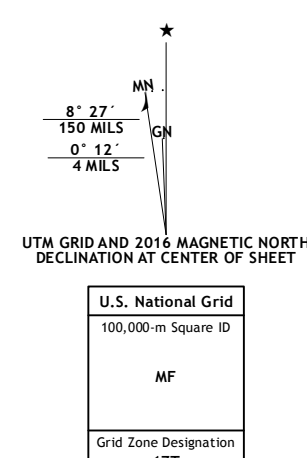 ★
MN
8° 27´
150 MILS
GN
0° 12´
4 MILS
UTM GRID AND 2016 MAGNETIC NORTH
DECLINATION AT CENTER OF SHEET
U.S. National Grid
100,000-m Square ID
MF
Grid Zone Designation
17T